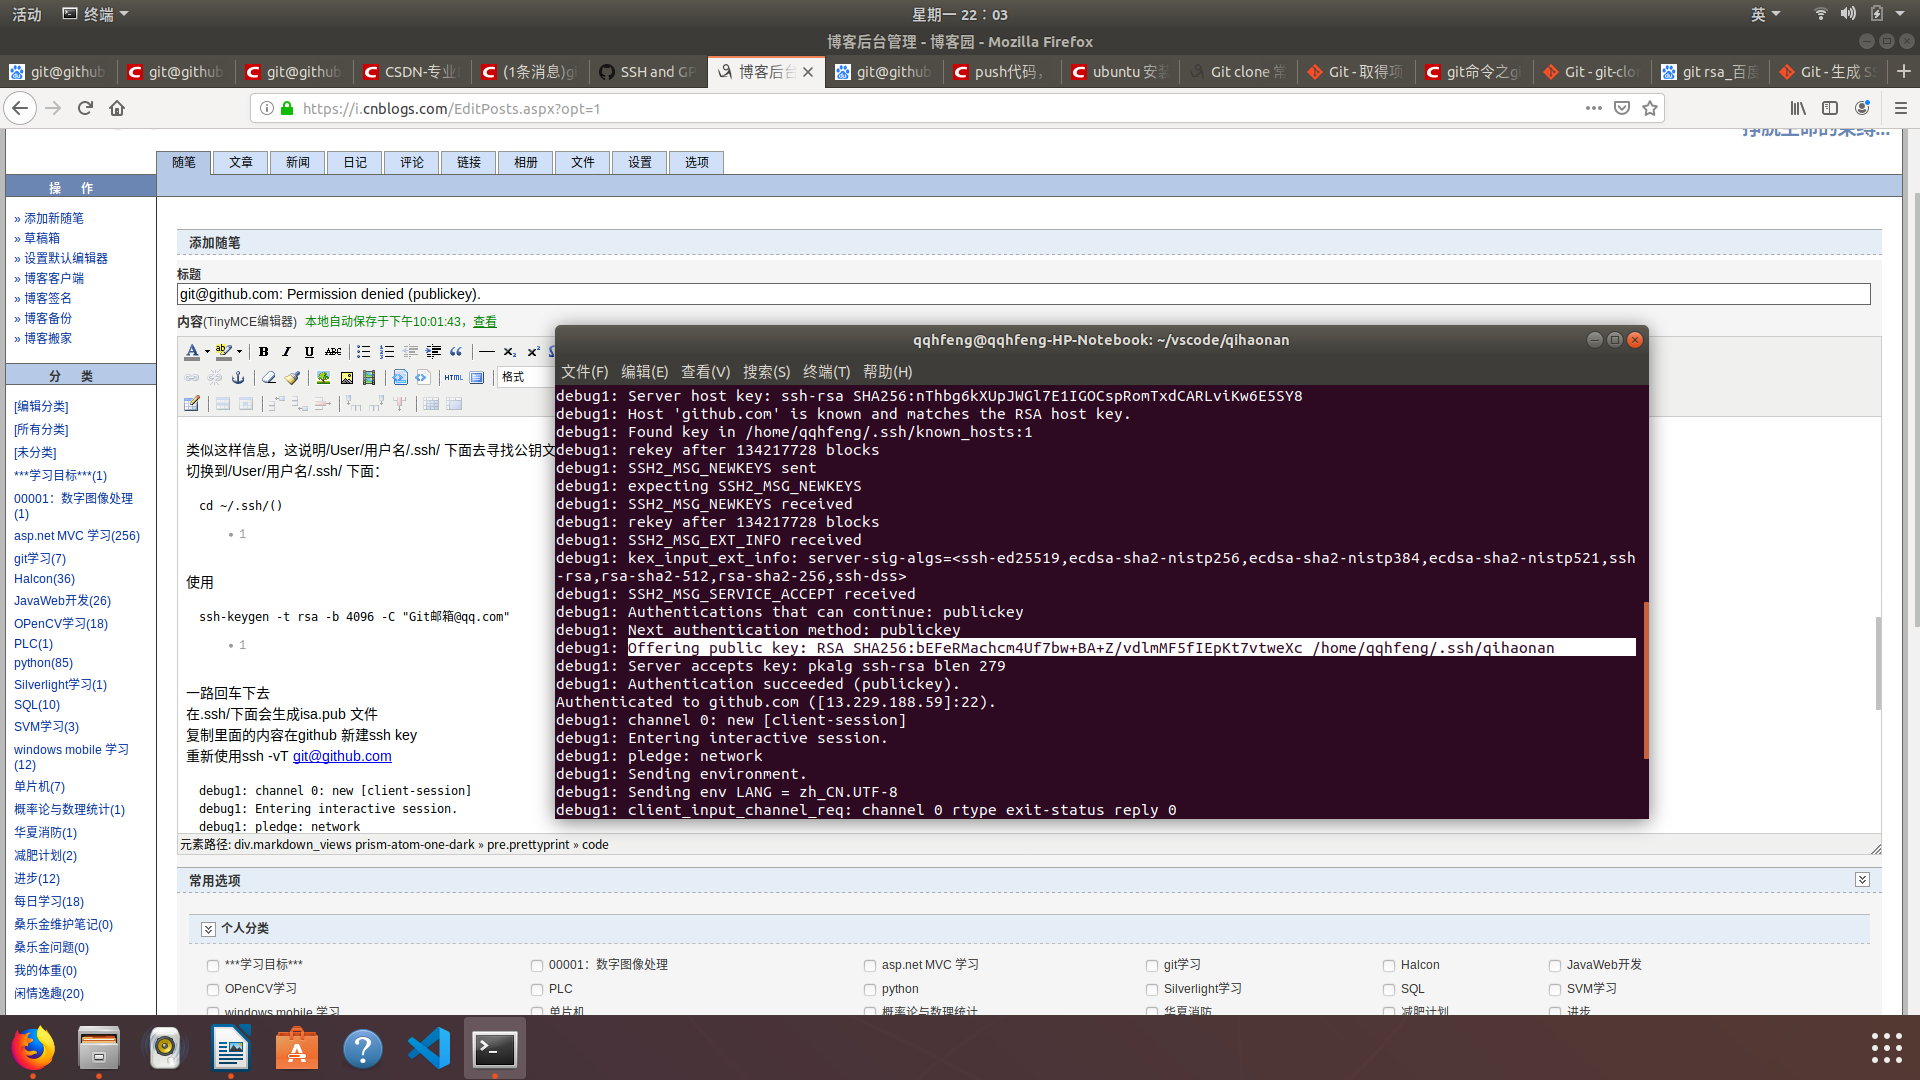 活动 终端 星期一 22：03 英
博客后台管理 - 博客园 - Mozilla Firefox
git@github git@github git@github CSDN-专业 (1条消息)g SSH and GP 博客后台 git@github push代码， ubuntu 安装 Git clone 常 Git - 取得项 git命令之g Git - git-clon git rsa_百度 Git - 生成 S
https://i.cnblogs.com/EditPosts.aspx?opt=1
挣脱生命的束缚...
随笔 文章 新闻 日记 评论 链接 相册 文件 设置 选项
操 作
» 添加新随笔
» 草稿箱
» 设置默认编辑器
» 博客客户端
» 博客签名
» 博客备份
» 博客搬家
分 类
[编辑分类]
[所有分类]
[未分类]
***学习目标***(1)
00001：数字图像处理
(1)
asp.net MVC 学习(256)
git学习(7)
Halcon(36)
JavaWeb开发(26)
OpenCV学习(18)
PLC(1)
python(85)
Silverlight学习(1)
SQL(10)
SVM学习(3)
windows mobile 学习
(12)
单片机(7)
概率论与数理统计(1)
华夏消防(1)
减肥计划(2)
进步(12)
每日学习(18)
桑乐金维护笔记(0)
桑乐金问题(0)
我的体重(0)
闲情逸趣(20)
添加随笔
标题
git@github.com: Permission denied (publickey).
内容(TinyMCE编辑器) 本地自动保存于下午10:01:43，查看
格式
类似这样信息，这说明/User/用户名/.ssh/ 下面去寻找公钥文
切换到/User/用户名/.ssh/ 下面：
cd ~/.ssh/()
1
使用
ssh-keygen -t rsa -b 4096 -C "Git邮箱@qq.com"
1
一路回车下去
在.ssh/下面会生成isa.pub 文件
复制里面的内容在github 新建ssh key
重新使用ssh -vT git@github.com
debug1: channel 0: new [client-session]
debug1: Entering interactive session.
debug1: pledge: network
元素路径: div.markdown_views prism-atom-one-dark » pre.prettyprint » code
qqhfeng@qqhfeng-HP-Notebook: ~/vscode/qihaonan
文件(F) 编辑(E) 查看(V) 搜索(S) 终端(T) 帮助(H)
debug1: Server host key: ssh-rsa SHA256:nThbg6kXUpJWGl7E1IGOCspRomTxdCARLviKw6E5SY8
debug1: Host 'github.com' is known and matches the RSA host key.
debug1: Found key in /home/qqhfeng/.ssh/known_hosts:1
debug1: rekey after 134217728 blocks
debug1: SSH2_MSG_NEWKEYS sent
debug1: expecting SSH2_MSG_NEWKEYS
debug1: SSH2_MSG_NEWKEYS received
debug1: rekey after 134217728 blocks
debug1: SSH2_MSG_EXT_INFO received
debug1: kex_input_ext_info: server-sig-algs=<ssh-ed25519,ecdsa-sha2-nistp256,ecdsa-sha2-nistp384,ecdsa-sha2-nistp521,ssh
-rsa,rsa-sha2-512,rsa-sha2-256,ssh-dss>
debug1: SSH2_MSG_SERVICE_ACCEPT received
debug1: Authentications that can continue: publickey
debug1: Next authentication method: publickey
debug1: Offering public key: RSA SHA256:bEFeRMachcm4Uf7bw+BA+Z/vdlmMF5fIEpKt7vtweXc /home/qqhfeng/.ssh/qihaonan
debug1: Server accepts key: pkalg ssh-rsa blen 279
debug1: Authentication succeeded (publickey).
Authenticated to github.com ([13.229.188.59]:22).
debug1: channel 0: new [client-session]
debug1: Entering interactive session.
debug1: pledge: network
debug1: Sending environment.
debug1: Sending env LANG = zh_CN.UTF-8
debug1: client_input_channel_req: channel 0 rtype exit-status reply 0
常用选项
个人分类
***学习目标*** 00001：数字图像处理 asp.net MVC 学习 git学习 Halcon JavaWeb开发
OpenCV学习 PLC python Silverlight学习 SQL SVM学习
windows mobile 学习 单片机 概率论与数理统计 华夏消防 减肥计划 进步